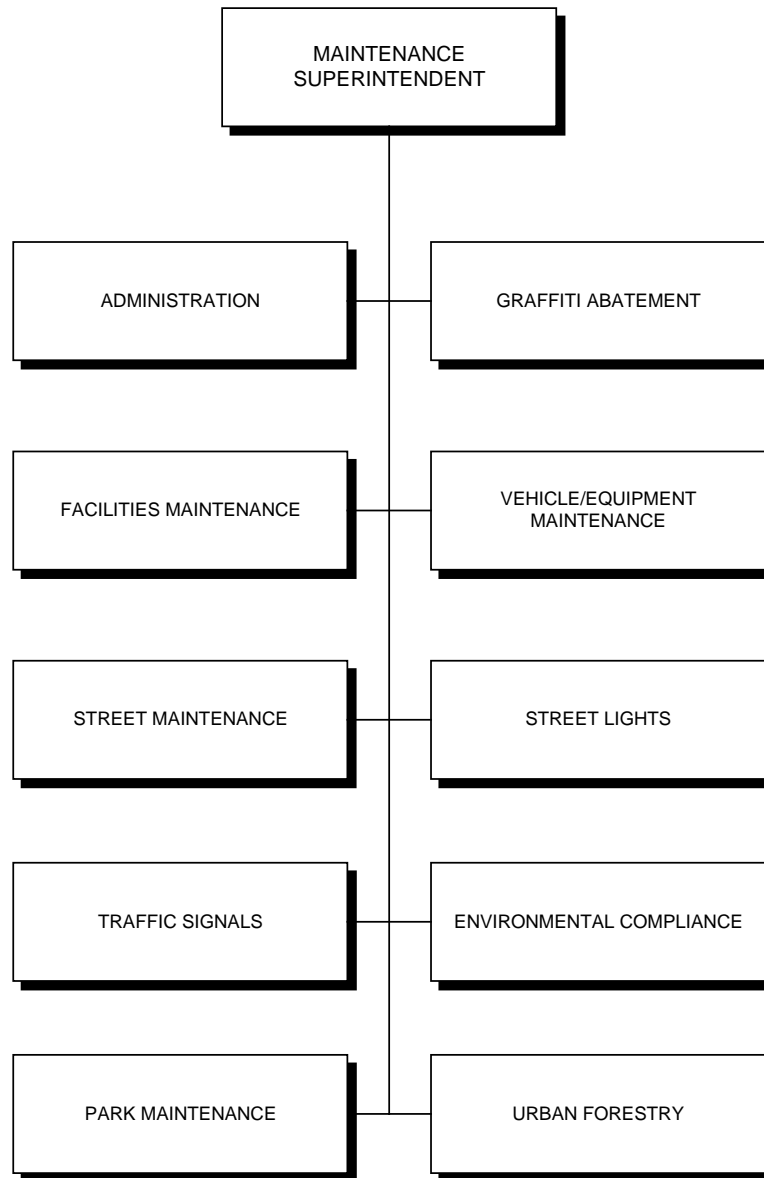 MAINTENANCE
SUPERINTENDENT
ADMINISTRATION
GRAFFITI ABATEMENT
FACILITIES MAINTENANCE
VEHICLE/EQUIPMENT
MAINTENANCE
STREET MAINTENANCE
STREET LIGHTS
TRAFFIC SIGNALS
ENVIRONMENTAL COMPLIANCE
PARK MAINTENANCE
URBAN FORESTRY